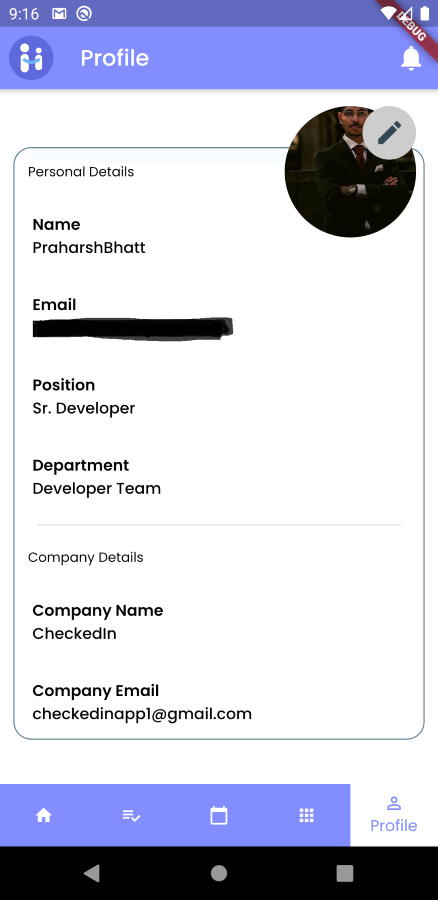 9:16
DEBUG
Profile
Personal Details
Name
PraharshBhatt
Email
Position
Sr. Developer
Department
Developer Team
Company Details
Company Name
CheckedIn
Company Email
checkedinapp1@gmail.com
Profile